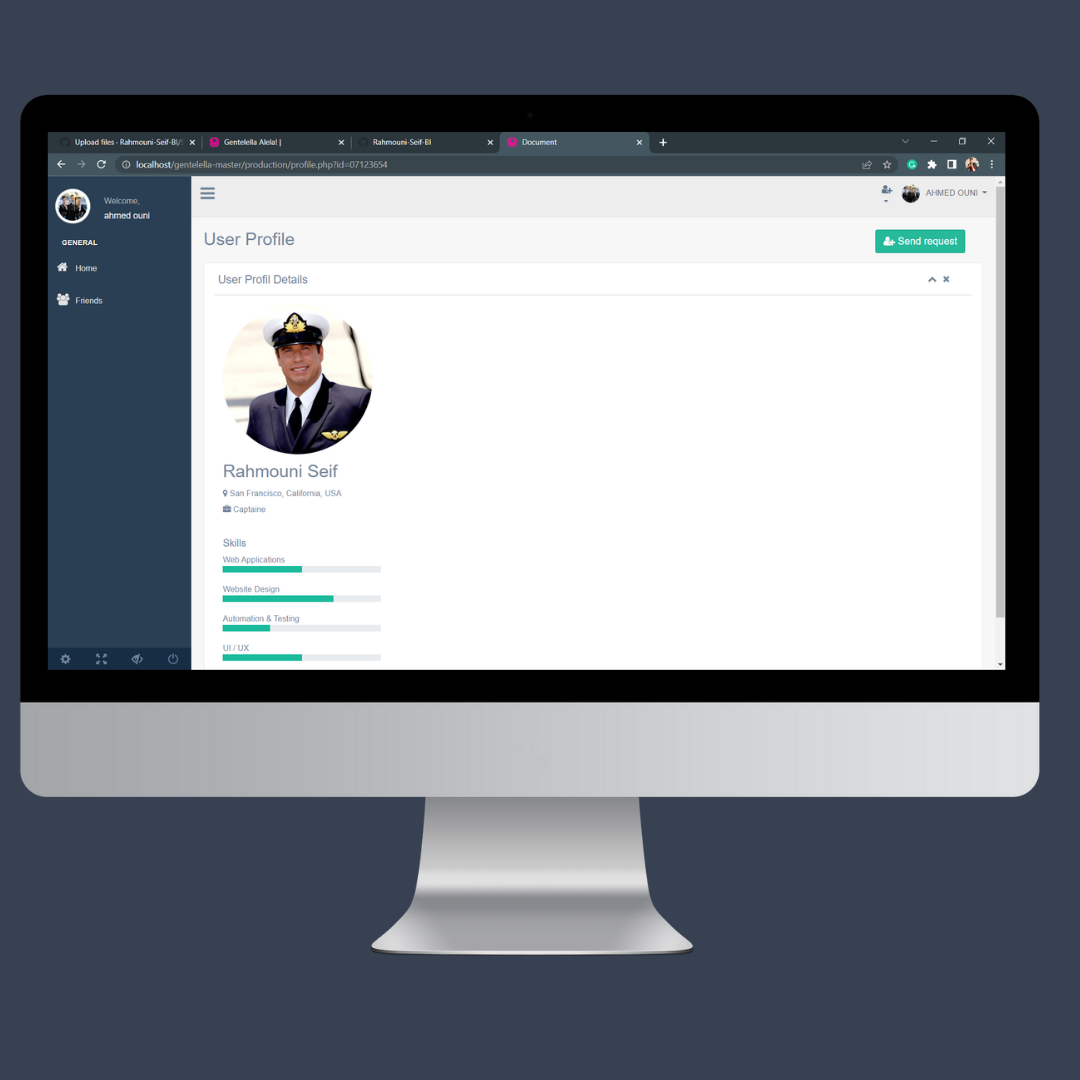 Upload files · Rahmouni-Seif-BI/
Gentelella Alela! |
Rahmouni-Seif-BI
Document
localhost/gentelella-master/production/profile.php?id=07123654
Welcome,
ahmed ouni
AHMED OUNI
GENERAL
Home
Friends
User Profile
Send request
User Profil Details
Rahmouni Seif
San Francisco, California, USA
Captaine
Skills
Web Applications
Website Design
Automation & Testing
UI / UX